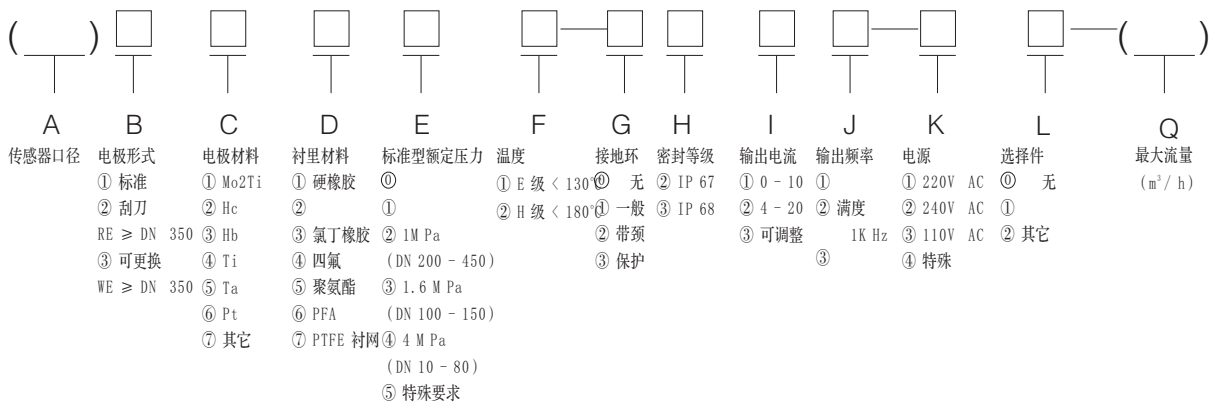 ( ) — — — ( )
A B C D E F G H I J K L Q
传感器口径 电极形式 电极材料 衬里材料 标准型额定压力 温度 接地环 密封等级 输出电流 输出频率 电源 选择件 最大流量
① 标准 ① Mo2Ti ① 硬橡胶 ⓪ ① E 级 < 130℃ ⓪ 无 ② IP 67 ① 0 - 10 ① ① 220V AC ⓪ 无 (m³/ h)
② 刮刀 ② Hc ② ① ② H 级 < 180℃ ① 一般 ③ IP 68 ② 4 - 20 ② 满度 ② 240V AC ①
RE ≥ DN 350 ③ Hb ③ 氯丁橡胶 ② 1M Pa ② 带颈 ③ 可调整 1K Hz ③ 110V AC ② 其它
③ 可更换 ④ Ti ④ 四氟 (DN 200 - 450) ③ 保护 ③ ④ 特殊
WE ≥ DN 350 ⑤ Ta ⑤ 聚氨酯 ③ 1.6 M Pa
⑥ Pt ⑥ PFA (DN 100 - 150)
⑦ 其它 ⑦ PTFE 衬网 ④ 4 M Pa
(DN 10 - 80)
⑤ 特殊要求